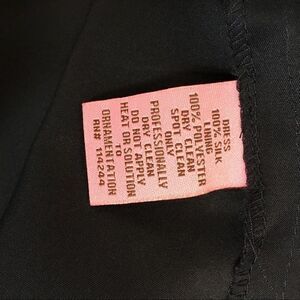 DRESS
100% SILK
LINING
100% POLYESTER
DRY CLEAN
SPOT CLEAN
ONLY
PROFESSIONALLY
DRY CLEAN
DO NOT APPLY
HEAT OR SOLUTION
TO
ORNAMENTATION
RN# 114244